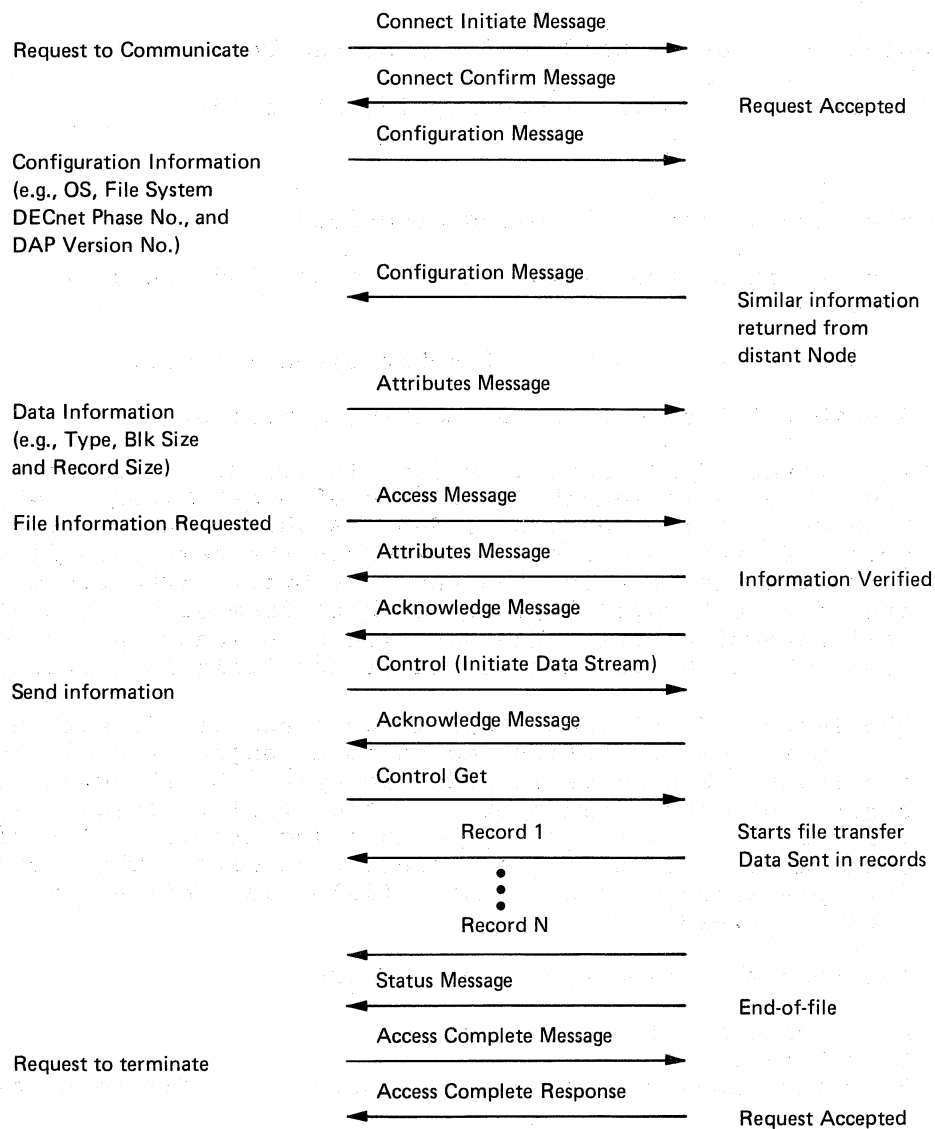 Connect Initiate Message
Request to Communicate
Connect Confirm Message
Request Accepted
Configuration Message
Configuration Information
(e.g., OS, File System
DECnet Phase No., and
DAP Version No.)
Configuration Message
Similar information
returned from
distant Node
Attributes Message
Data Information
(e.g., Type, Blk Size
and Record Size)
Access Message
File Information Requested
Attributes Message
Information Verified
Acknowledge Message
Control (Initiate Data Stream)
Send information
Acknowledge Message
Control Get
Record 1
Starts file transfer
Data Sent in records
Record N
Status Message
End-of-file
Access Complete Message
Request to terminate
Access Complete Response
Request Accepted